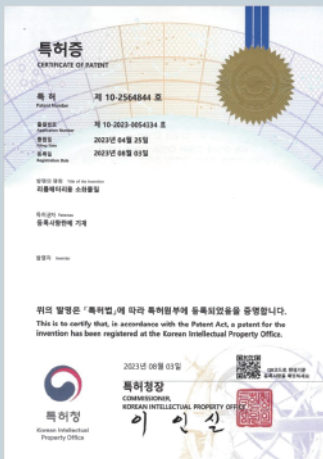 특허증
CERTIFICATE OF PATENT
특 허 제 10-2564844 호
Patent Number
출원번호 제 10-2023-0054334 호
Application Number
출원일 2023년 04월 25일
Filing Date
등록일 2023년 08월 03일
Registration Date
발명의 명칭 Title of the Invention
리튬배터리용 소화물질
특허권자 Patentee
등록사항란에 기재
발명자 Inventor
위의 발명은 「특허법」에 따라 특허원부에 등록되었음을 증명합니다.
This is to certify that, in accordance with the Patent Act, a patent for the
invention has been registered at the Korean Intellectual Property Office.
2023년 08월 03일
특허청장
COMMISSIONER,
KOREAN INTELLECTUAL PROPERTY OFFICE
이 인 실
특허청
Korean Intellectual
Property Office